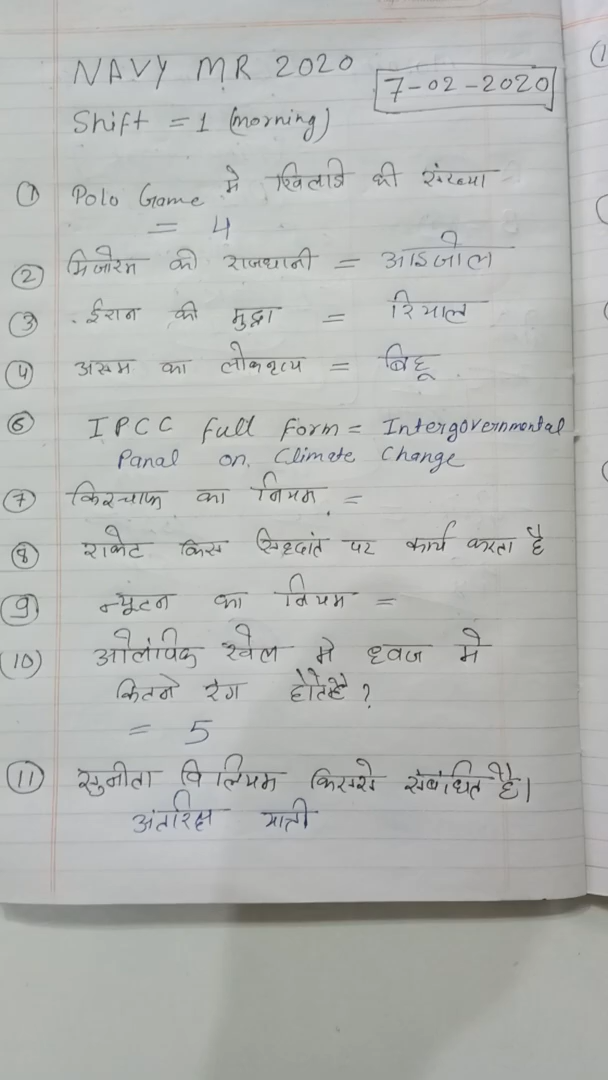 NAVY MR 2020
7-02-2020
Shift = 1 (morning)
① Polo Game मे खिलाडी की संख्या
= 4
② मिजोरम की राजधानी = आइजोल
③ ईरान की मुद्रा = रियाल
④ असम का लोकनृत्य = बिहू
⑥ IPCC full form = Intergovernmental
Panal on Climate Change
⑦ किरचाफ का नियम =
⑧ राकेट किस सिद्धांत पर कार्य करता है
⑨ न्यूटन का नियम =
(10) ओलंपिक खेल मे ध्वज मे
कितने रंग होते है ?
= 5
⑪ सुनीता विलियम किससे संबंधित है।
अंतरिक्ष यात्री